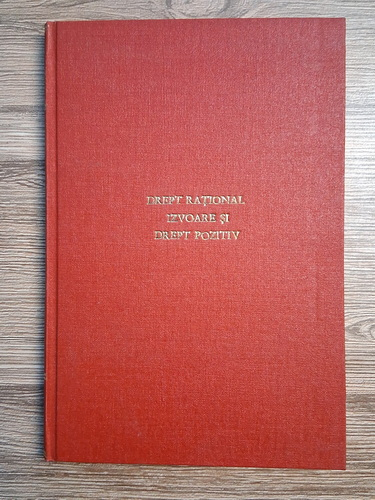 DREPT RAȚIONAL
IZVOARE ȘI
DREPT POZITIV